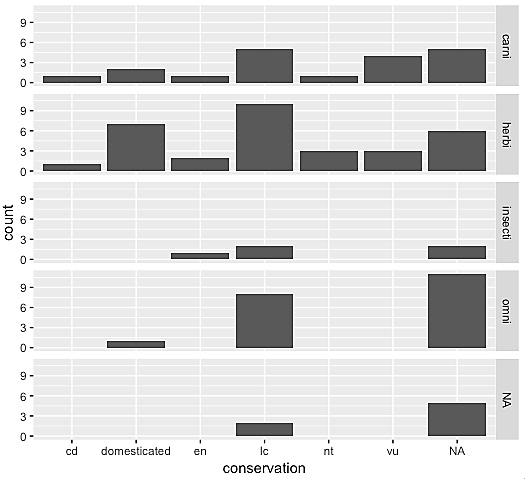 9
6
3
0
carni
9
6
3
0
herbi
count
9
6
3
0
insecti
9
6
3
0
omni
9
6
3
0
NA
cd domesticated en lc nt vu NA
conservation